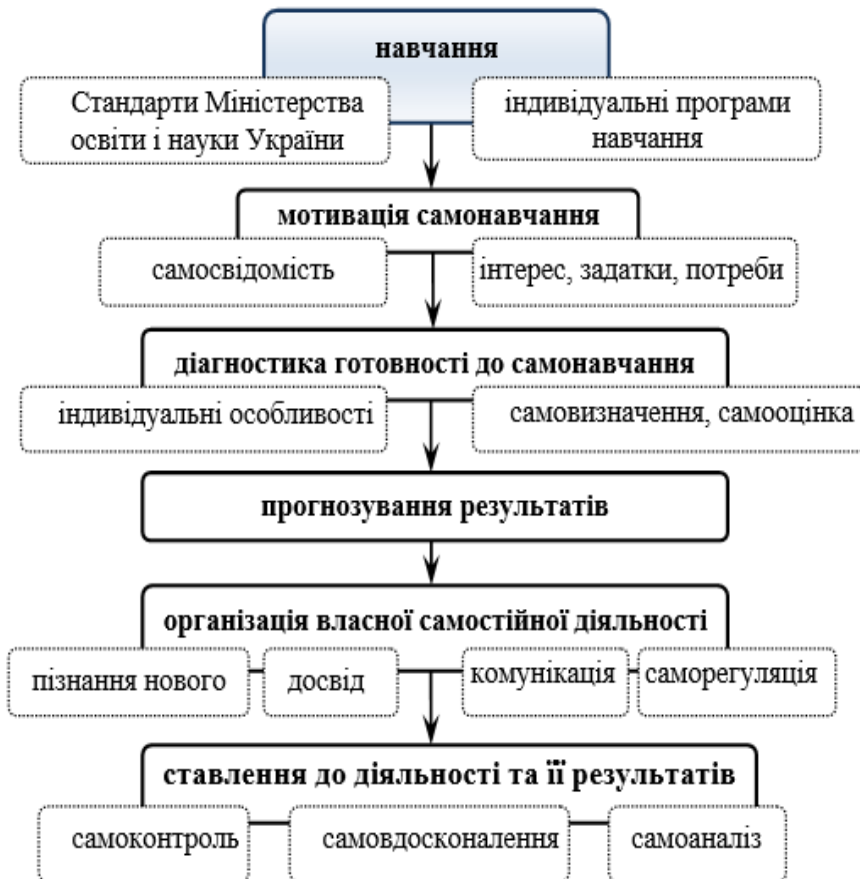 навчання
Стандарти Міністерства
освіти і науки України
індивідуальні програми
навчання
мотивація самонавчання
самосвідомість
інтерес, задатки, потреби
діагностика готовності до самонавчання
індивідуальні особливості
самовизначення, самооцінка
прогнозування результатів
організація власної самостійної діяльності
пізнання нового
досвід
комунікація
саморегуляція
ставлення до діяльності та її результатів
самоконтроль
самовдосконалення
самоаналіз